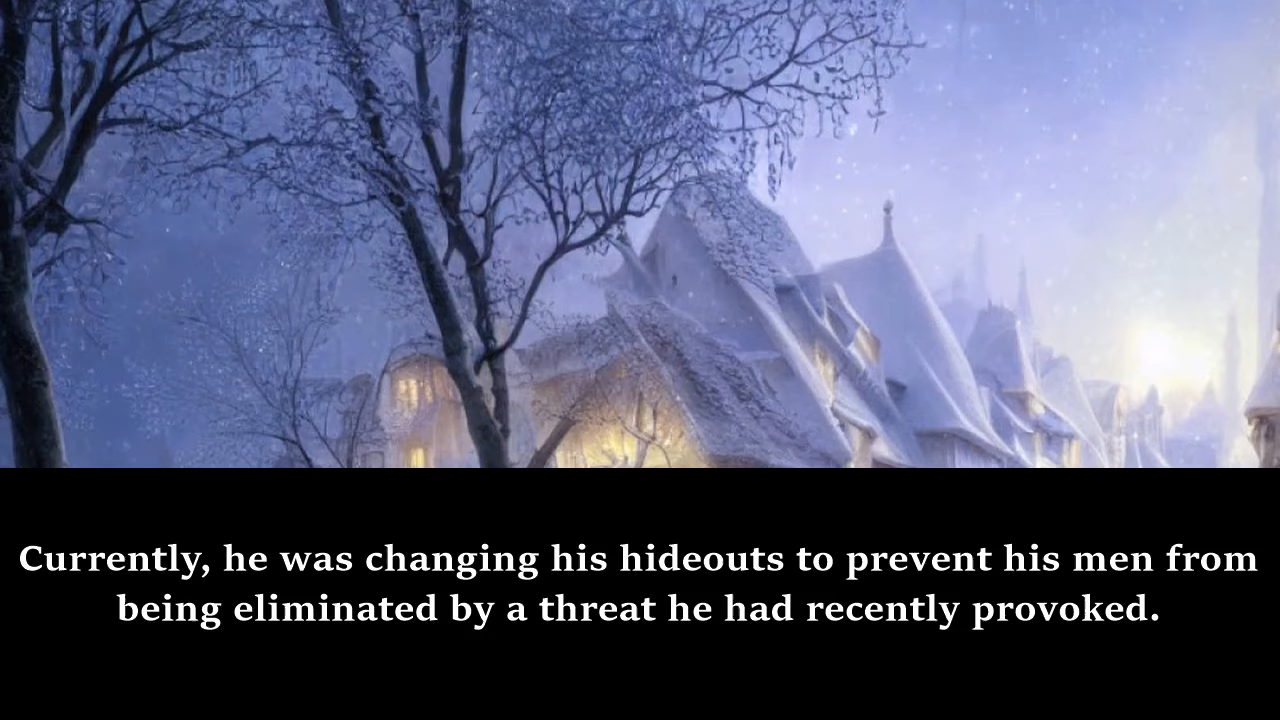 Currently, he was changing his hideouts to prevent his men from
being eliminated by a threat he had recently provoked.